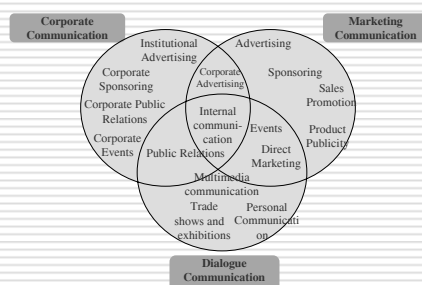 Corporate
Communication
Marketing
Communication
Institutional
Advertising
Advertising
Corporate
Sponsoring
Corporate
Advertising
Sponsoring
Sales
Promotion
Corporate Public
Relations
Internal
communi-
cation
Events
Product
Publicity
Corporate
Events
Public Relations
Direct
Marketing
Multimedia
communication
Trade
shows and
exhibitions
Personal
Communicati
on
Dialogue
Communication